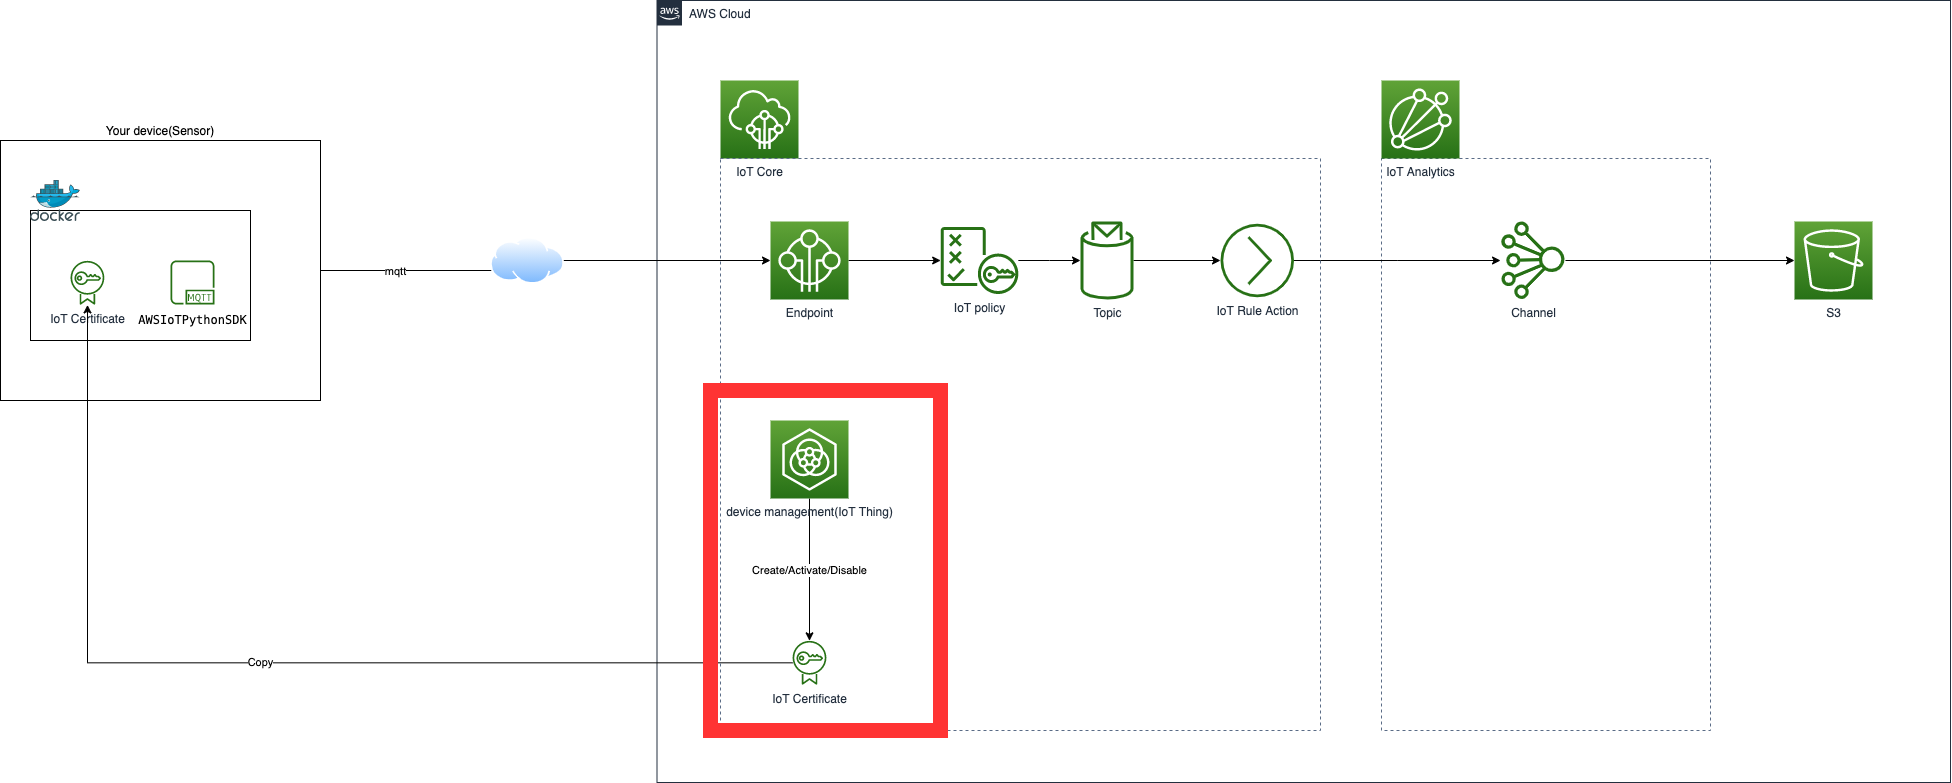 aws
AWS Cloud
Your device(Sensor)
docker
IoT Certificate
MQTT
AWSIoTPythonSDK
mqtt
IoT Core
IoT Analytics
Endpoint
IoT policy
Topic
IoT Rule Action
Channel
S3
device management(IoT Thing)
Create/Activate/Disable
Copy
IoT Certificate